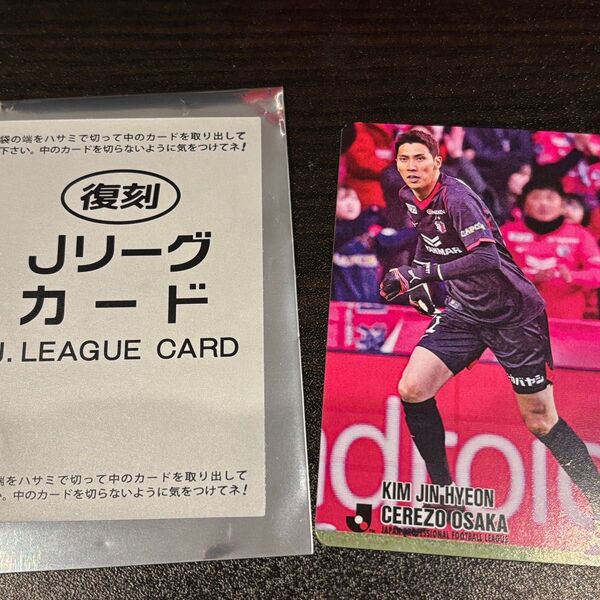 袋の端をハサミで切って中のカードを取り出して
下さい。中のカードを切らないように気をつけてネ!
復刻
Jリーグ
カード
J. LEAGUE CARD
端をハサミで切って中のカードを取り出して
い。中のカードを切らないように気をつけてネ!
YANMAR
KIM JIN HYEON
CEREZO OSAKA
JAPAN PROFESSIONAL FOOTBALL LEAGUE